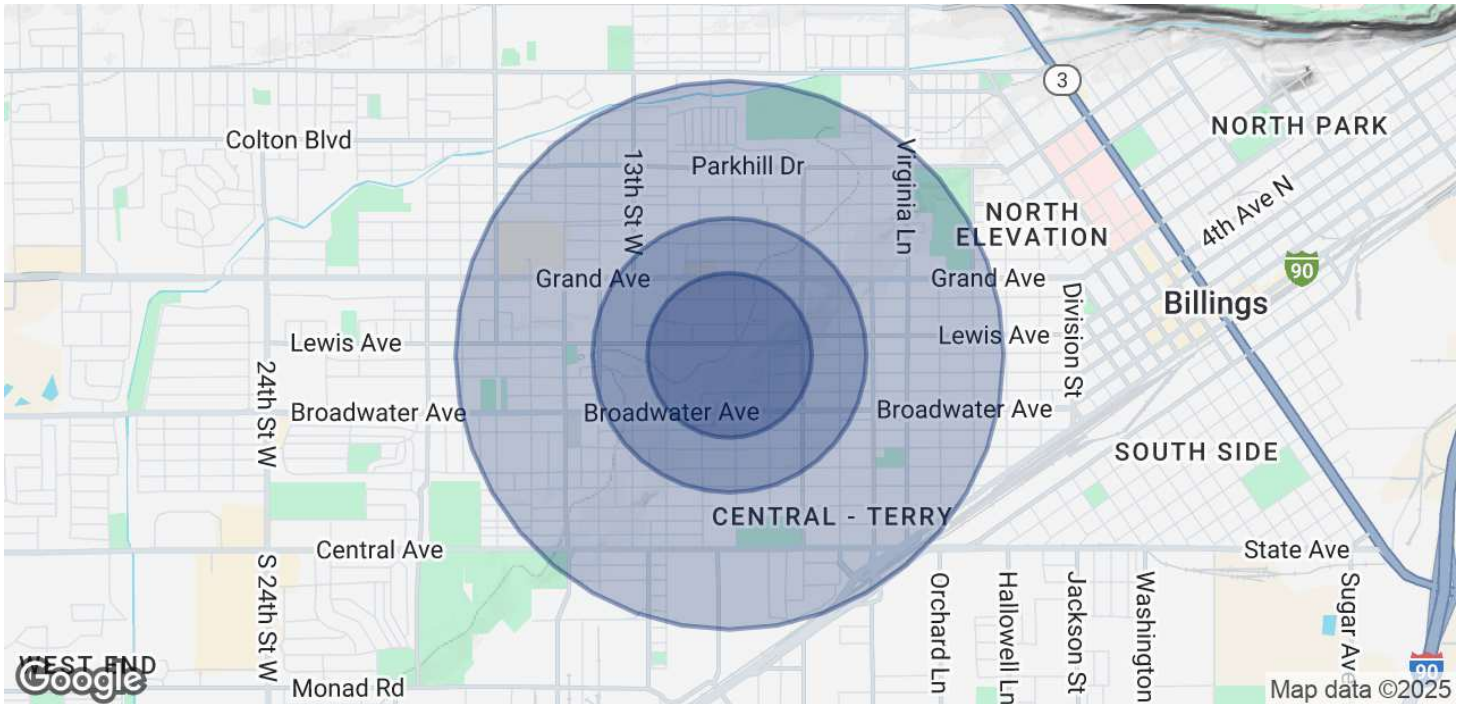 3
NORTH PARK
Colton Blvd
Parkhill Dr
13th St W
Virginia Ln
NORTH
ELEVATION
4th Ave N
90
Grand Ave
Grand Ave
Billings
Division St
Lewis Ave
Lewis Ave
24th St W
Broadwater Ave
Broadwater Ave
Broadwater Ave
SOUTH SIDE
CENTRAL - TERRY
Central Ave
State Ave
S 24th St W
Orchard Ln
Hallowell Ln
Jackson St
Washington
Sugar Ave
WEST END
Google
Monad Rd
90
Map data ©2025